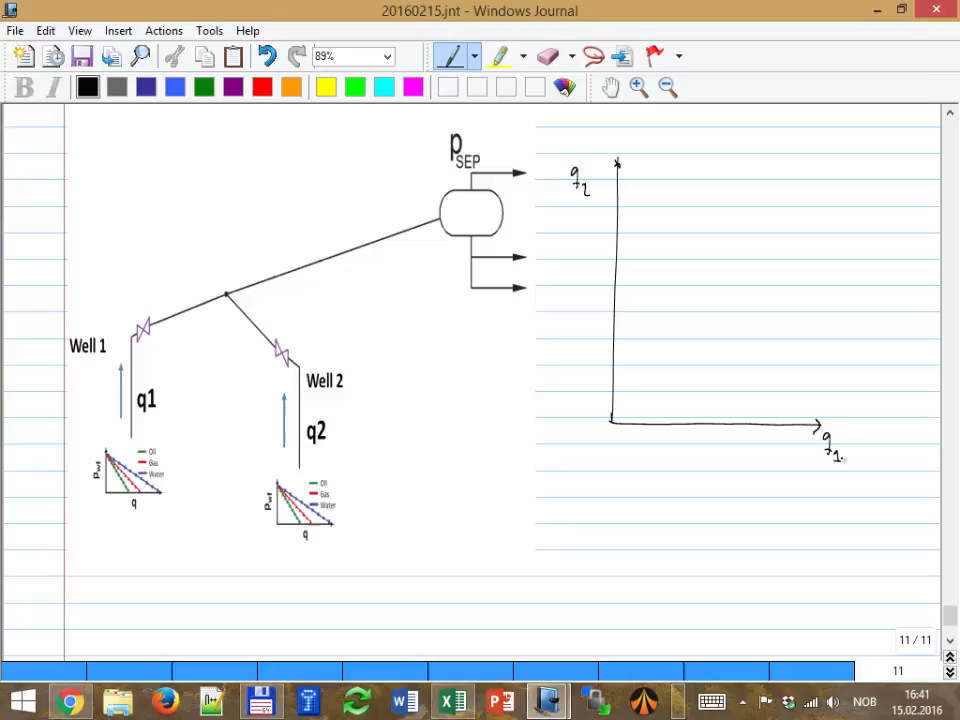 20160215.jnt - Windows Journal
File Edit View Insert Actions Tools Help
89%
B I
p
SEP
q2
Well 1
q1
Well 2
q2
q1
Oil
Gas
Water
Pwf
q
Oil
Gas
Water
Pwf
q
11 / 11
11
NOB
16:41
15.02.2016